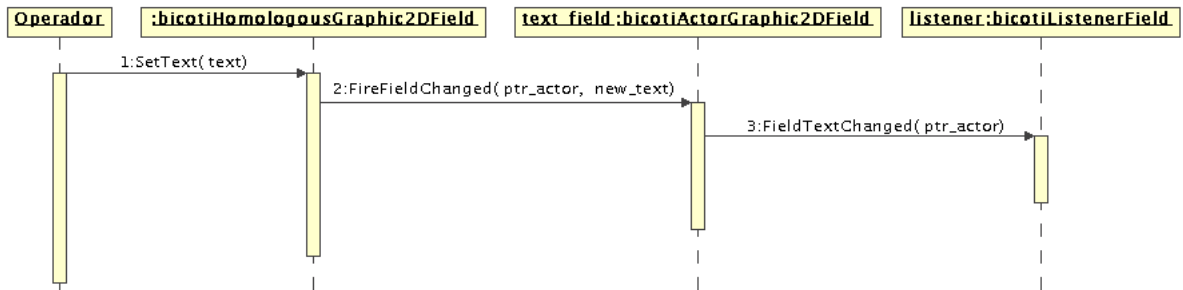 Operador
:bicotiHomologousGraphic2DField
text_field:bicotiActorGraphic2DField
listener:bicotiListenerField
1:SetText( text)
2:FireFieldChanged( ptr_actor, new_text)
3:FieldTextChanged( ptr_actor)